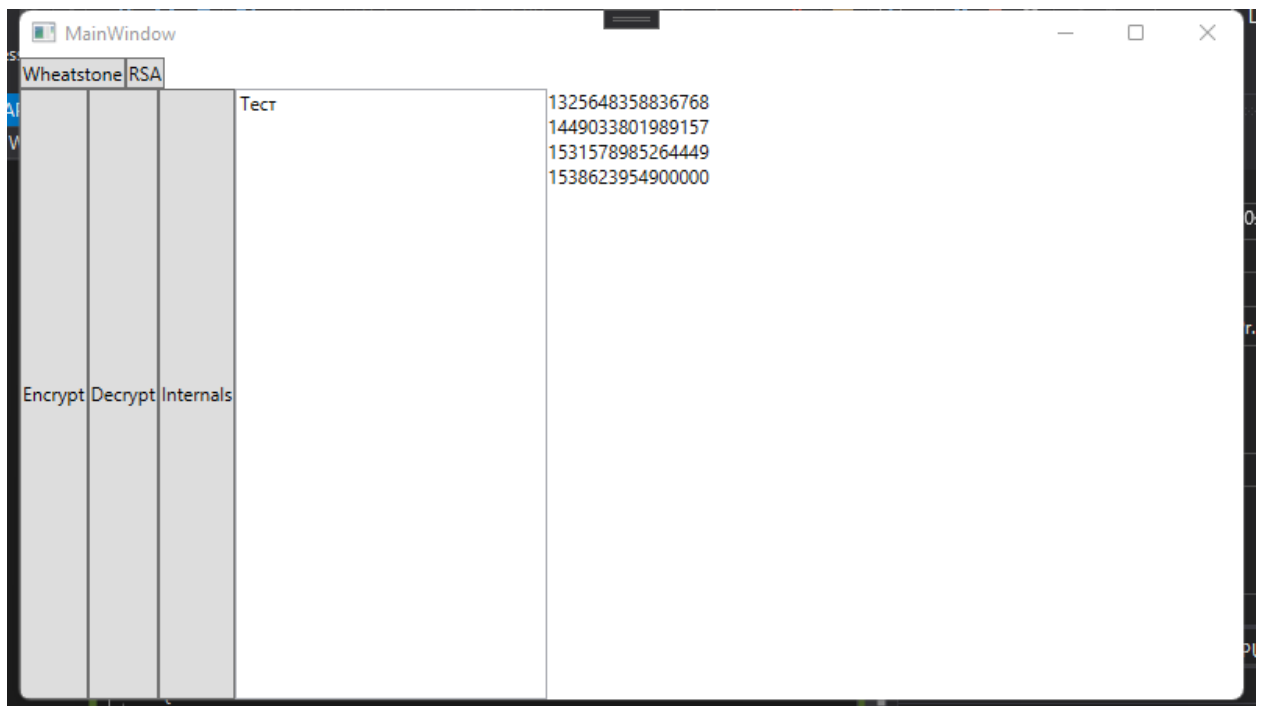 MainWindow
Wheatstone RSA
Encrypt Decrypt Internals
Тест
1325648358836768
1449033801989157
1531578985264449
1538623954900000